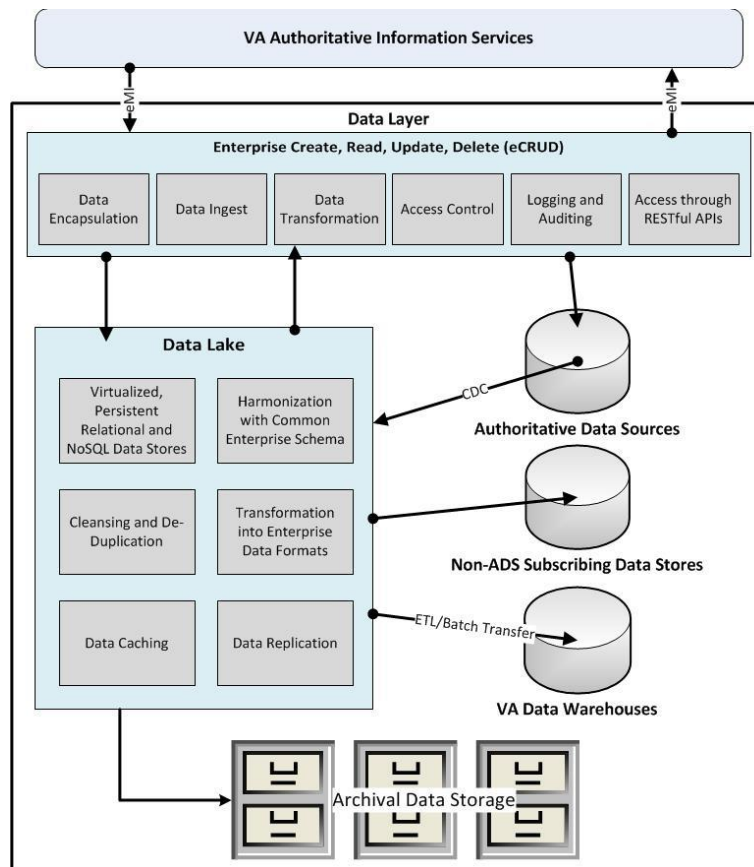 VA Authoritative Information Services
eMI
eMI
Data Layer
Enterprise Create, Read, Update, Delete (eCRUD)
Data
Encapsulation
Data Ingest
Data
Transformation
Access Control
Logging and
Auditing
Access through
RESTful APIs
Data Lake
Virtualized,
Persistent
Relational and
NoSQL Data Stores
Harmonization
with Common
Enterprise Schema
CDC
Authoritative Data Sources
Cleansing and De-
Duplication
Transformation
into Enterprise
Data Formats
Non-ADS Subscribing Data Stores
Data Caching
Data Replication
ETL/Batch Transfer
VA Data Warehouses
Archival Data Storage